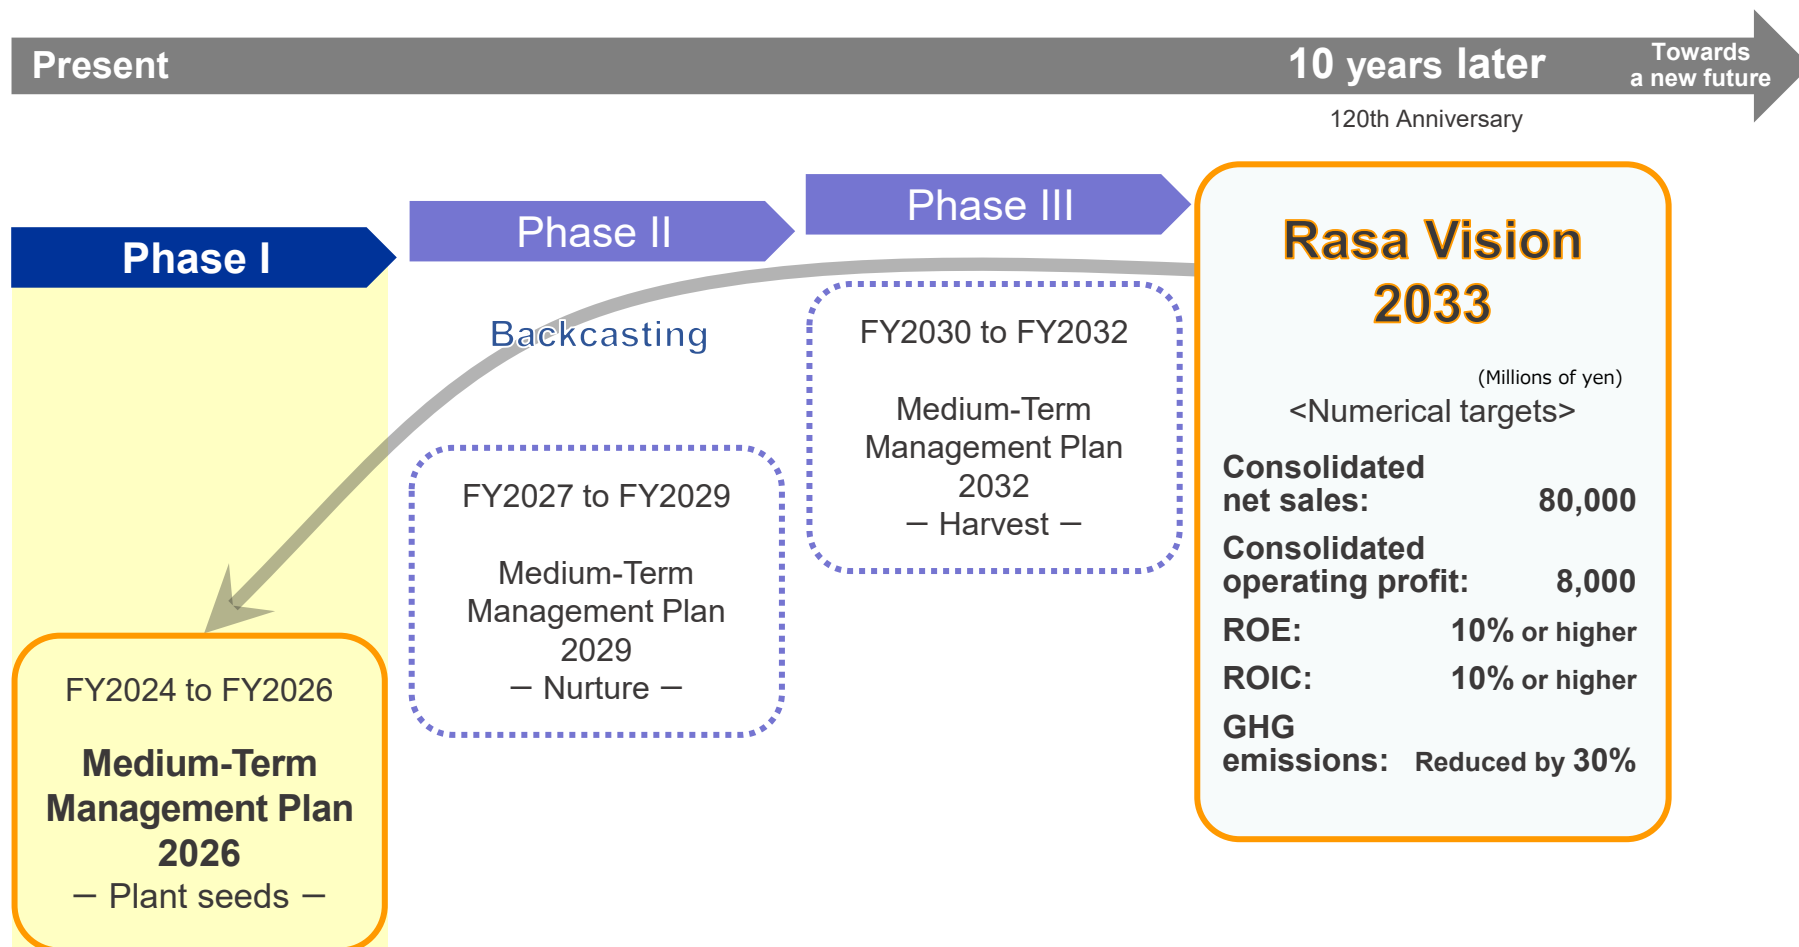 Present
10 years later
Towards
a new future
120th Anniversary
Phase I
Phase II
Phase III
Backcasting
FY2024 to FY2026
Medium-Term
Management Plan
2026
— Plant seeds —
FY2027 to FY2029
Medium-Term
Management Plan
2029
— Nurture —
FY2030 to FY2032
Medium-Term
Management Plan
2032
— Harvest —
Rasa Vision
2033
(Millions of yen)
<Numerical targets>
Consolidated
net sales: 80,000
Consolidated
operating profit: 8,000
ROE: 10% or higher
ROIC: 10% or higher
GHG
emissions: Reduced by 30%